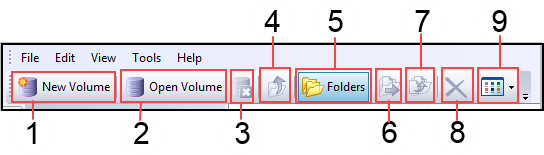 4 5 7 9
File Edit View Tools Help
New Volume Open Volume Folders
1 2 3 6 8